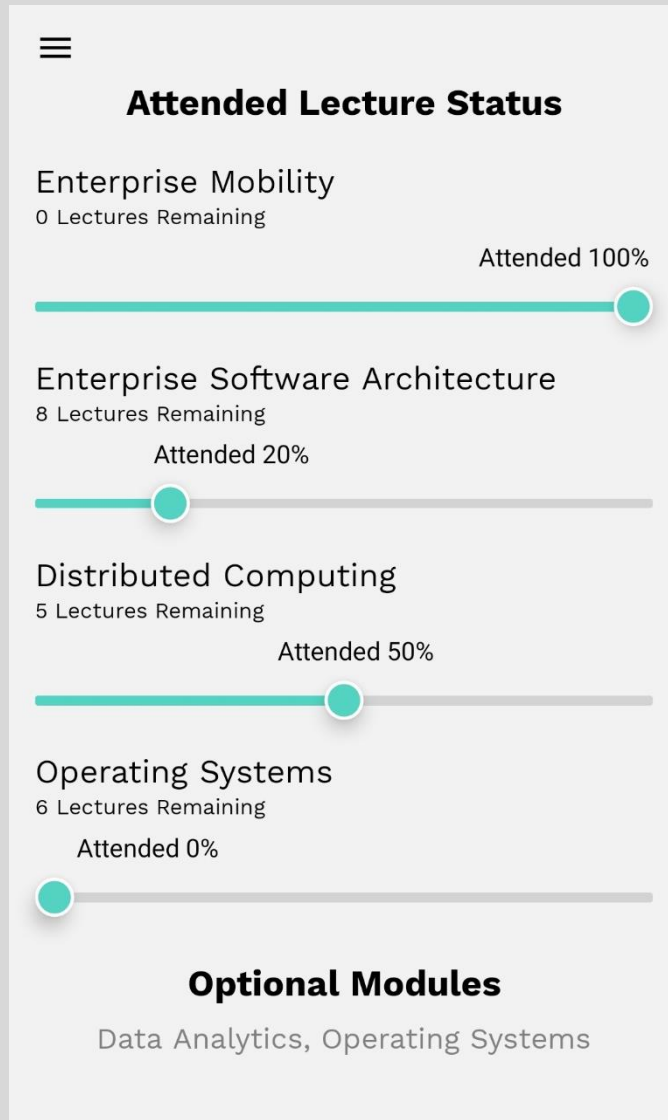 Attended Lecture Status
Enterprise Mobility
0 Lectures Remaining
Attended 100%
Enterprise Software Architecture
8 Lectures Remaining
Attended 20%
Distributed Computing
5 Lectures Remaining
Attended 50%
Operating Systems
6 Lectures Remaining
Attended 0%
Optional Modules
Data Analytics, Operating Systems